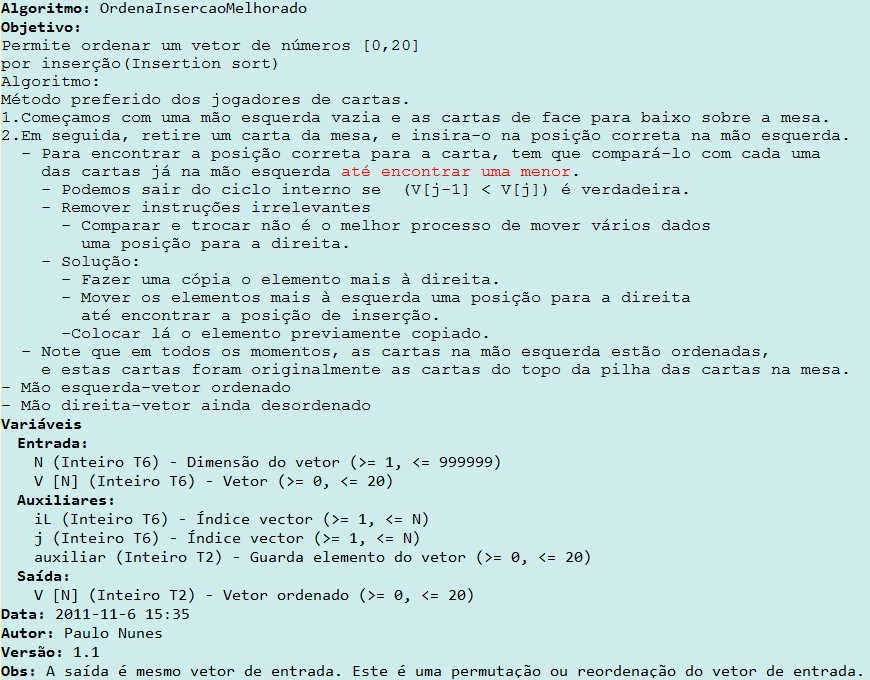 Algoritmo: OrdenaInsercaoMelhorado
Objetivo:
Permite ordenar um vetor de números [0,20]
por inserção(Insertion sort)
Algoritmo:
Método preferido dos jogadores de cartas.
1.Começamos com uma mão esquerda vazia e as cartas de face para baixo sobre a mesa.
2.Em seguida, retire um carta da mesa, e insira-o na posição correta na mão esquerda.
- Para encontrar a posição correta para a carta, tem que compará-lo com cada uma
das cartas já na mão esquerda até encontrar uma menor.
- Podemos sair do ciclo interno se (V[j-1] < V[j]) é verdadeira.
- Remover instruções irrelevantes
- Comparar e trocar não é o melhor processo de mover vários dados
uma posição para a direita.
- Solução:
- Fazer uma cópia o elemento mais à direita.
- Mover os elementos mais à esquerda uma posição para a direita
até encontrar a posição de inserção.
-Colocar lá o elemento previamente copiado.
- Note que em todos os momentos, as cartas na mão esquerda estão ordenadas,
e estas cartas foram originalmente as cartas do topo da pilha das cartas na mesa.
- Mão esquerda-vetor ordenado
- Mão direita-vetor ainda desordenado
Variáveis
Entrada:
N (Inteiro T6) - Dimensão do vetor (>= 1, <= 999999)
V [N] (Inteiro T6) - Vetor (>= 0, <= 20)
Auxiliares:
iL (Inteiro T6) - Índice vector (>= 1, <= N)
j (Inteiro T6) - Índice vector (>= 1, <= N)
auxiliar (Inteiro T2) - Guarda elemento do vetor (>= 0, <= 20)
Saída:
V [N] (Inteiro T2) - Vetor ordenado (>= 0, <= 20)
Data: 2011-11-6 15:35
Autor: Paulo Nunes
Versão: 1.1
Obs: A saída é mesmo vetor de entrada. Este é uma permutação ou reordenação do vetor de entrada.